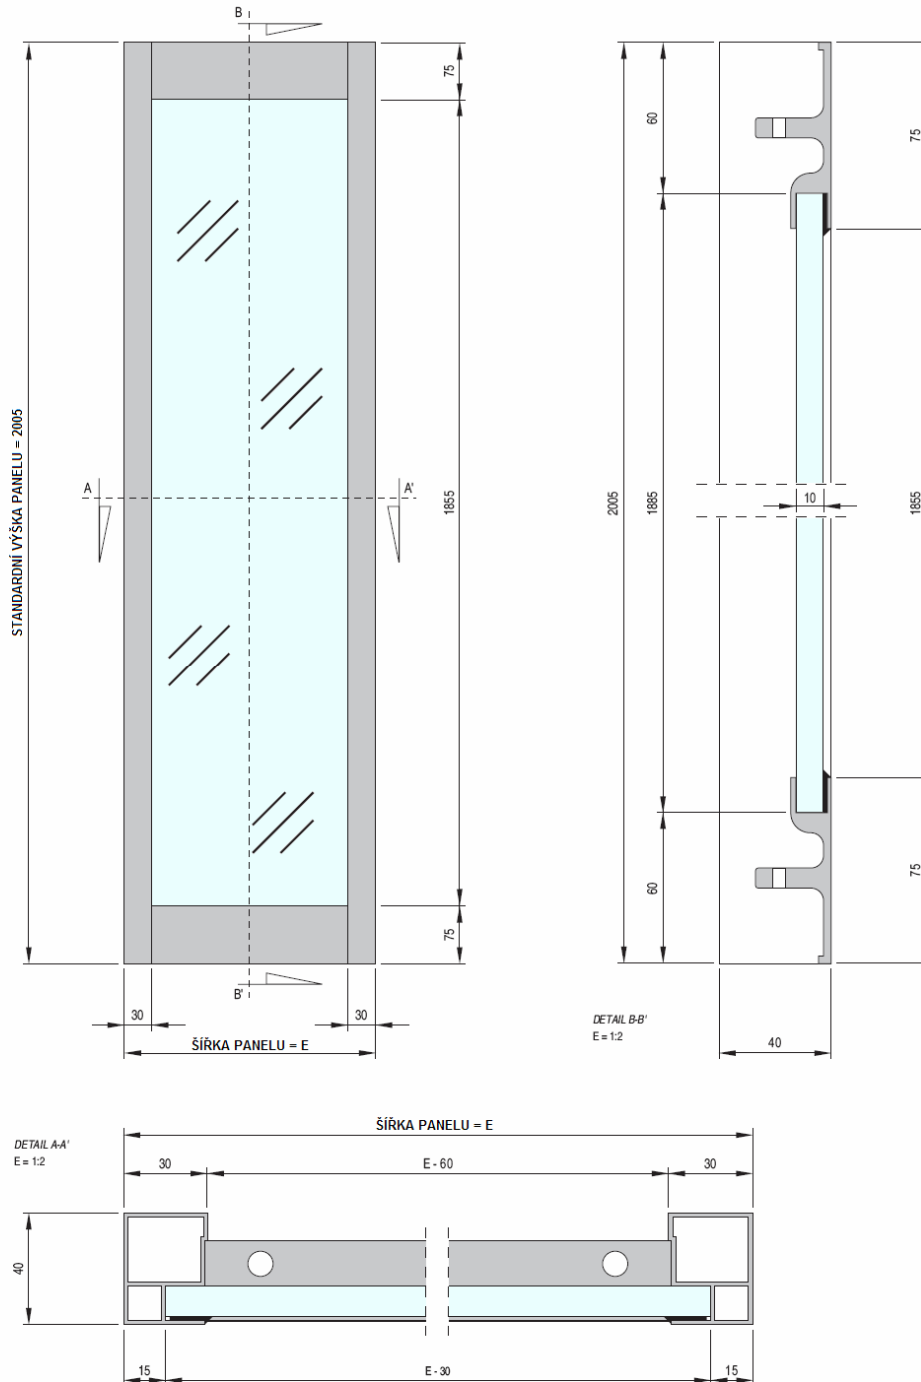 B
75
60
75
STANDARDNÍ VÝŠKA PANELU = 2005
A
A'
1855
2005
1885
10
1855
75
60
75
B'
30
30
ŠÍŘKA PANELU = E
DETAIL B-B'
E = 1:2
40
ŠÍŘKA PANELU = E
DETAIL A-A'
E = 1:2
30
E - 60
30
40
15
E - 30
15